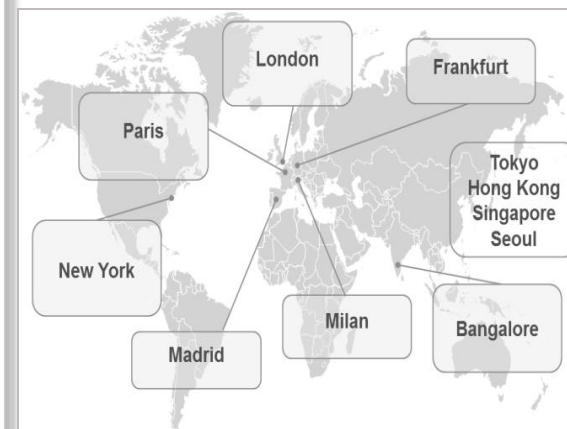 London
Frankfurt
Paris
Tokyo
Hong Kong
Singapore
Seoul
New York
Milan
Bangalore
Madrid